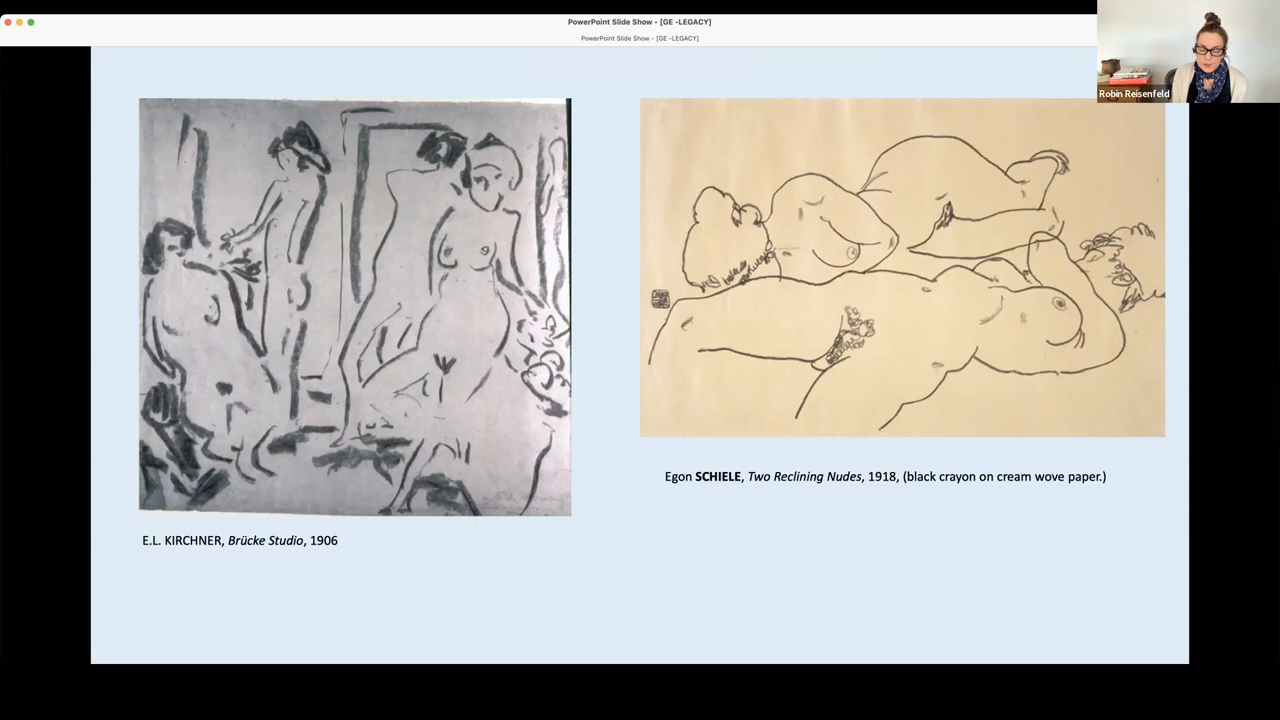 PowerPoint Slide Show - [GE -LEGACY]
PowerPoint Slide Show - [GE -LEGACY]
Robin Reisenfeld
Egon SCHIELE, Two Reclining Nudes, 1918, (black crayon on cream wove paper.)
E.L. KIRCHNER, Brücke Studio, 1906